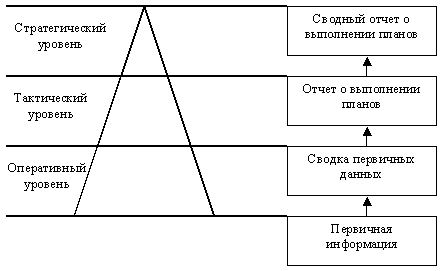 Стратегический
уровень
Сводный отчет о
выполнении планов
Тактический
уровень
Отчет о выполнении
планов
Оперативный
уровень
Сводка первичных
данных
Первичная
информация